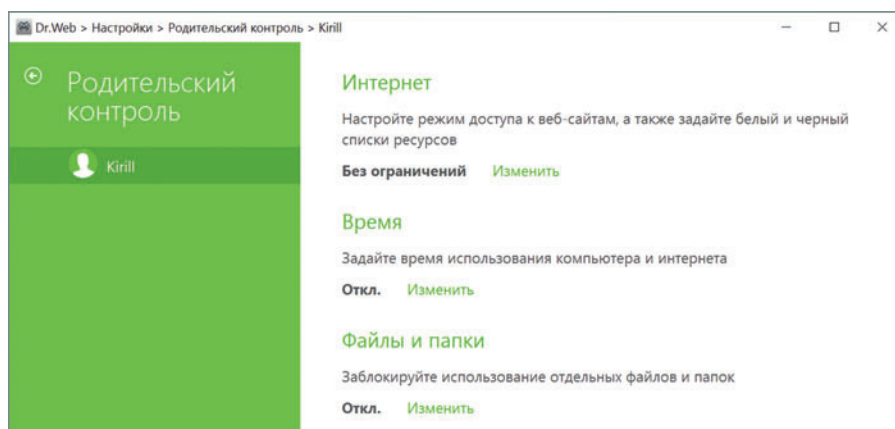 Dr.Web > Настройки > Родительский контроль > Kirill
Родительский
контроль
Kirill
Интернет
Настройте режим доступа к веб-сайтам, а также задайте белый и черный
списки ресурсов
Без ограничений Изменить
Время
Задайте время использования компьютера и интернета
Откл. Изменить
Файлы и папки
Заблокируйте использование отдельных файлов и папок
Откл. Изменить